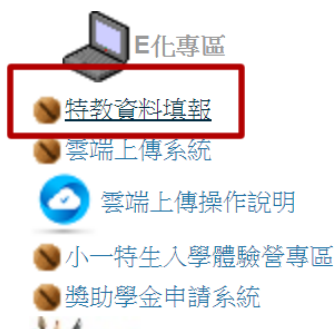 E化專區
特教資料填報
雲端上傳系統
雲端上傳操作說明
小一特生入學體驗營專區
獎助學金申請系統